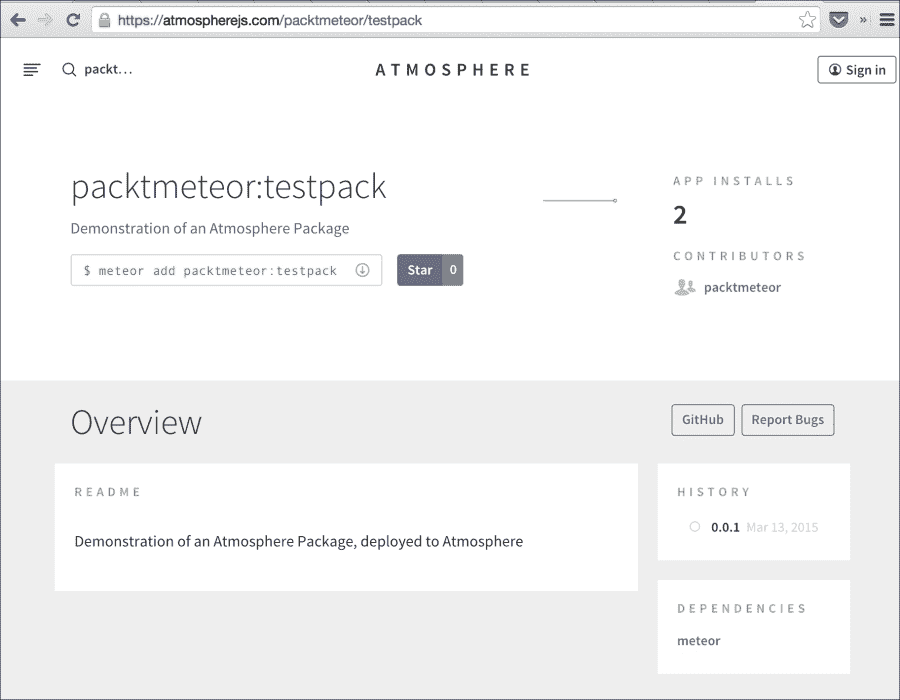 https://atmospherejs.com/packtmeteor/testpack
»
packt...
ATMOSPHERE
Sign in
packtmeteor:testpack
Demonstration of an Atmosphere Package
$ meteor add packtmeteor:testpack
Star 0
APP INSTALLS
2
CONTRIBUTORS
packtmeteor
Overview
GitHub Report Bugs
README
Demonstration of an Atmosphere Package, deployed to Atmosphere
HISTORY
0.0.1 Mar 13, 2015
DEPENDENCIES
meteor